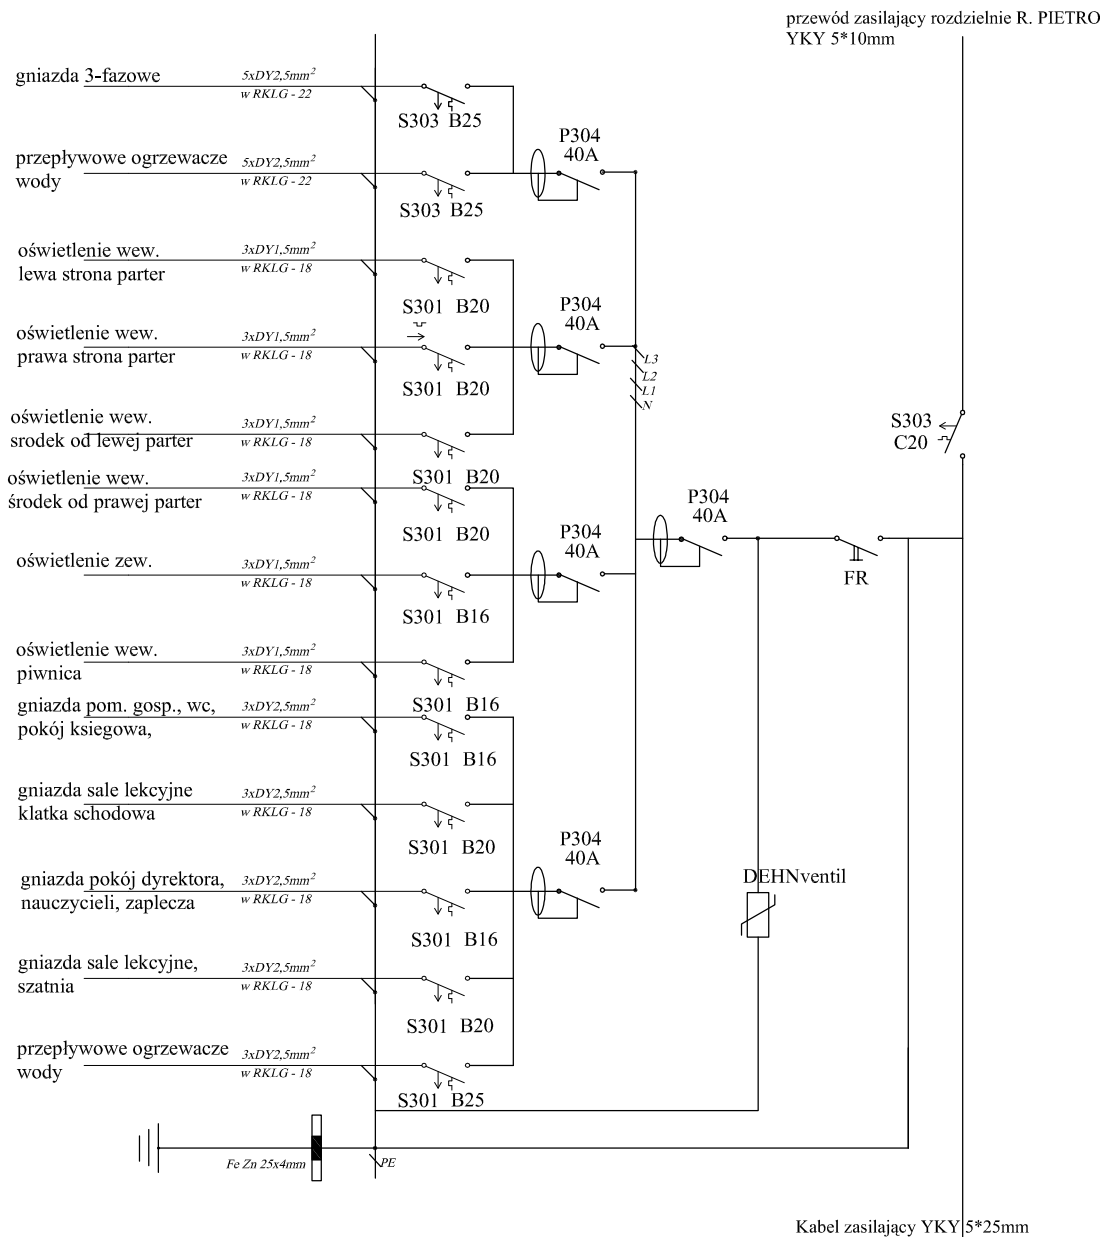 przewód zasilający rozdzielnie R. PIETRO
YKY 5*10mm
gniazda 3-fazowe
5xDY2,5mm²
w RKLG - 22
S303 B25
P304
40A
przepływowe ogrzewacze
wody
5xDY2,5mm²
w RKLG - 22
S303 B25
oświetlenie wew.
lewa strona parter
3xDY1,5mm²
w RKLG - 18
S301 B20
P304
40A
oświetlenie wew.
prawa strona parter
3xDY1,5mm²
w RKLG - 18
S301 B20
L3
L2
L1
N
oświetlenie wew.
srodek od lewej parter
3xDY1,5mm²
w RKLG - 18
S301 B20
S303
C20
oświetlenie wew.
środek od prawej parter
3xDY1,5mm²
w RKLG - 18
S301 B20
P304
40A
P304
40A
FR
oświetlenie zew.
3xDY1,5mm²
w RKLG - 18
S301 B16
oświetlenie wew.
piwnica
3xDY1,5mm²
w RKLG - 18
S301 B16
gniazda pom. gosp., wc,
pokój ksiegowa,
3xDY2,5mm²
w RKLG - 18
S301 B16
gniazda sale lekcyjne
klatka schodowa
3xDY2,5mm²
w RKLG - 18
S301 B20
P304
40A
gniazda pokój dyrektora,
nauczycieli, zaplecza
3xDY2,5mm²
w RKLG - 18
S301 B16
DEHNventil
gniazda sale lekcyjne,
szatnia
3xDY2,5mm²
w RKLG - 18
S301 B20
przepływowe ogrzewacze
wody
3xDY2,5mm²
w RKLG - 18
S301 B25
Fe Zn 25x4mm
PE
Kabel zasilający YKY 5*25mm